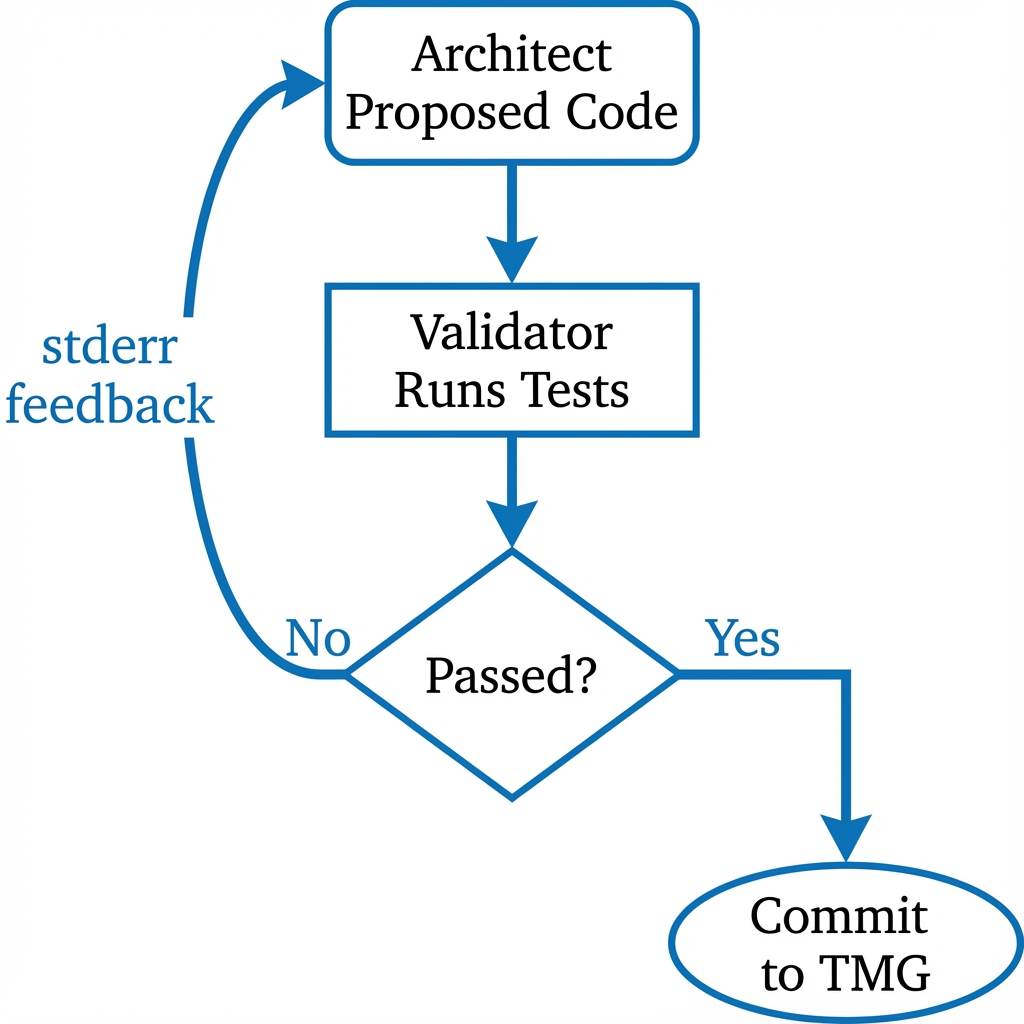 Architect
Proposed Code
Validator
Runs Tests
stderr
feedback
No
Yes
Passed?
Commit
to TMG